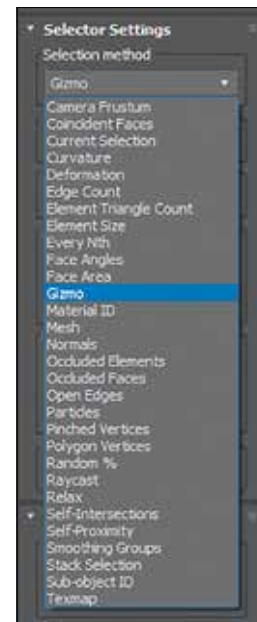 Selector Settings
Selection method
Gizmo
Camera Frustum
Coincident Faces
Current Selection
Curvature
Deformation
Edge Count
Element Triangle Count
Element Size
Every Nth
Face Angles
Face Area
Gizmo
Material ID
Mesh
Normals
Occluded Elements
Occluded Faces
Open Edges
Particles
Pinched Vertices
Polygon Vertices
Random %
Raycast
Relax
Self-Intersections
Self-Proximity
Smoothing Groups
Stack Selection
Sub-object ID
Texmap